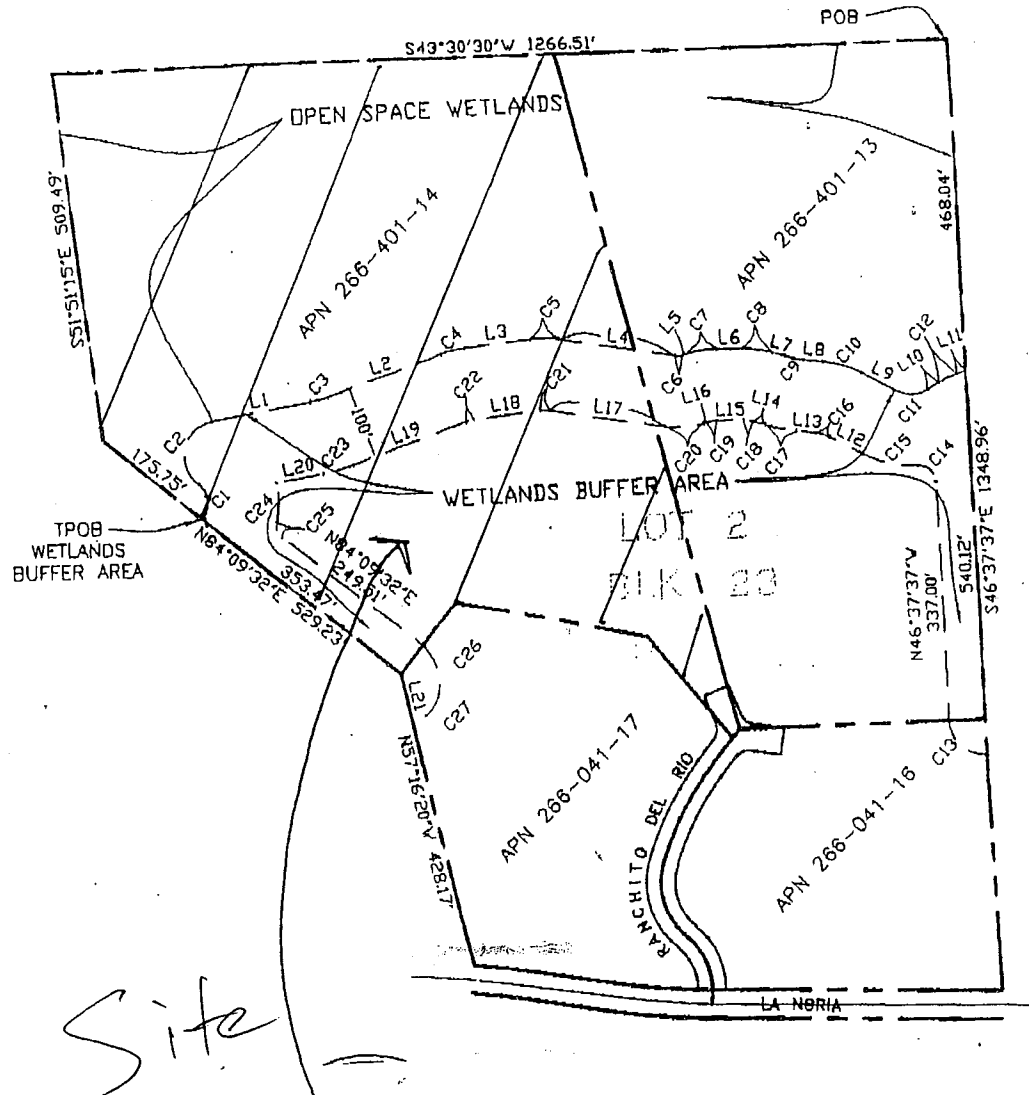 POB
S43°30'30"W 1266.51'
OPEN SPACE WETLANDS
S51°51'15"E 509.49'
APN 266-401-14
APN 266-401-13
468.04'
C5
L5
C7
C8
C12
L11
L3
L4
L6
L7
L8
C10
C4
L2
C6
C9
L9
L10
C3
C11
L1
C22
C21
100'
L18
L17
L16
L15
L14
C16
L13
L12
C2
L19
C20
C19
C18
C17
C15
C14
C23
L20
175.75'
C1
C24
C25
WETLANDS BUFFER AREA
TPOB
WETLANDS
BUFFER AREA
LOT 2
BLK 23
N84°09'32"E
249.61'
353.47'
N84°09'32"E 529.23'
N46°37'37"W
337.00'
540.12'
S46°37'37"E 1348.96'
C26
L21
C27
C13
N57°16'20"W 428.17'
APN 266-041-17
RANCHITO DEL RIO
APN 266-041-16
LA NORIA
Site